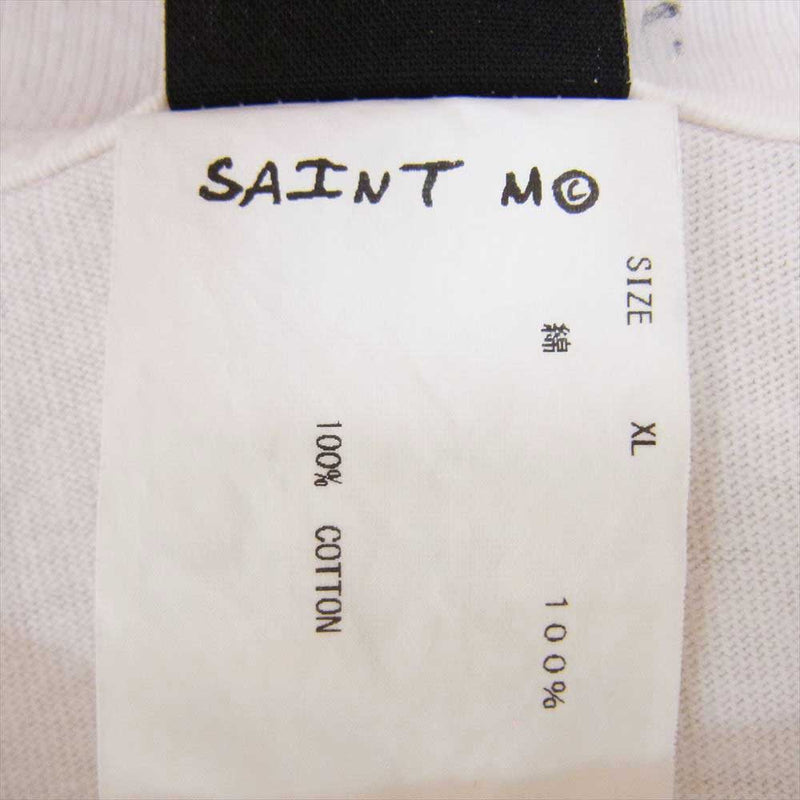 SAINT M©
SIZE XL
綿 100%
100% COTTON